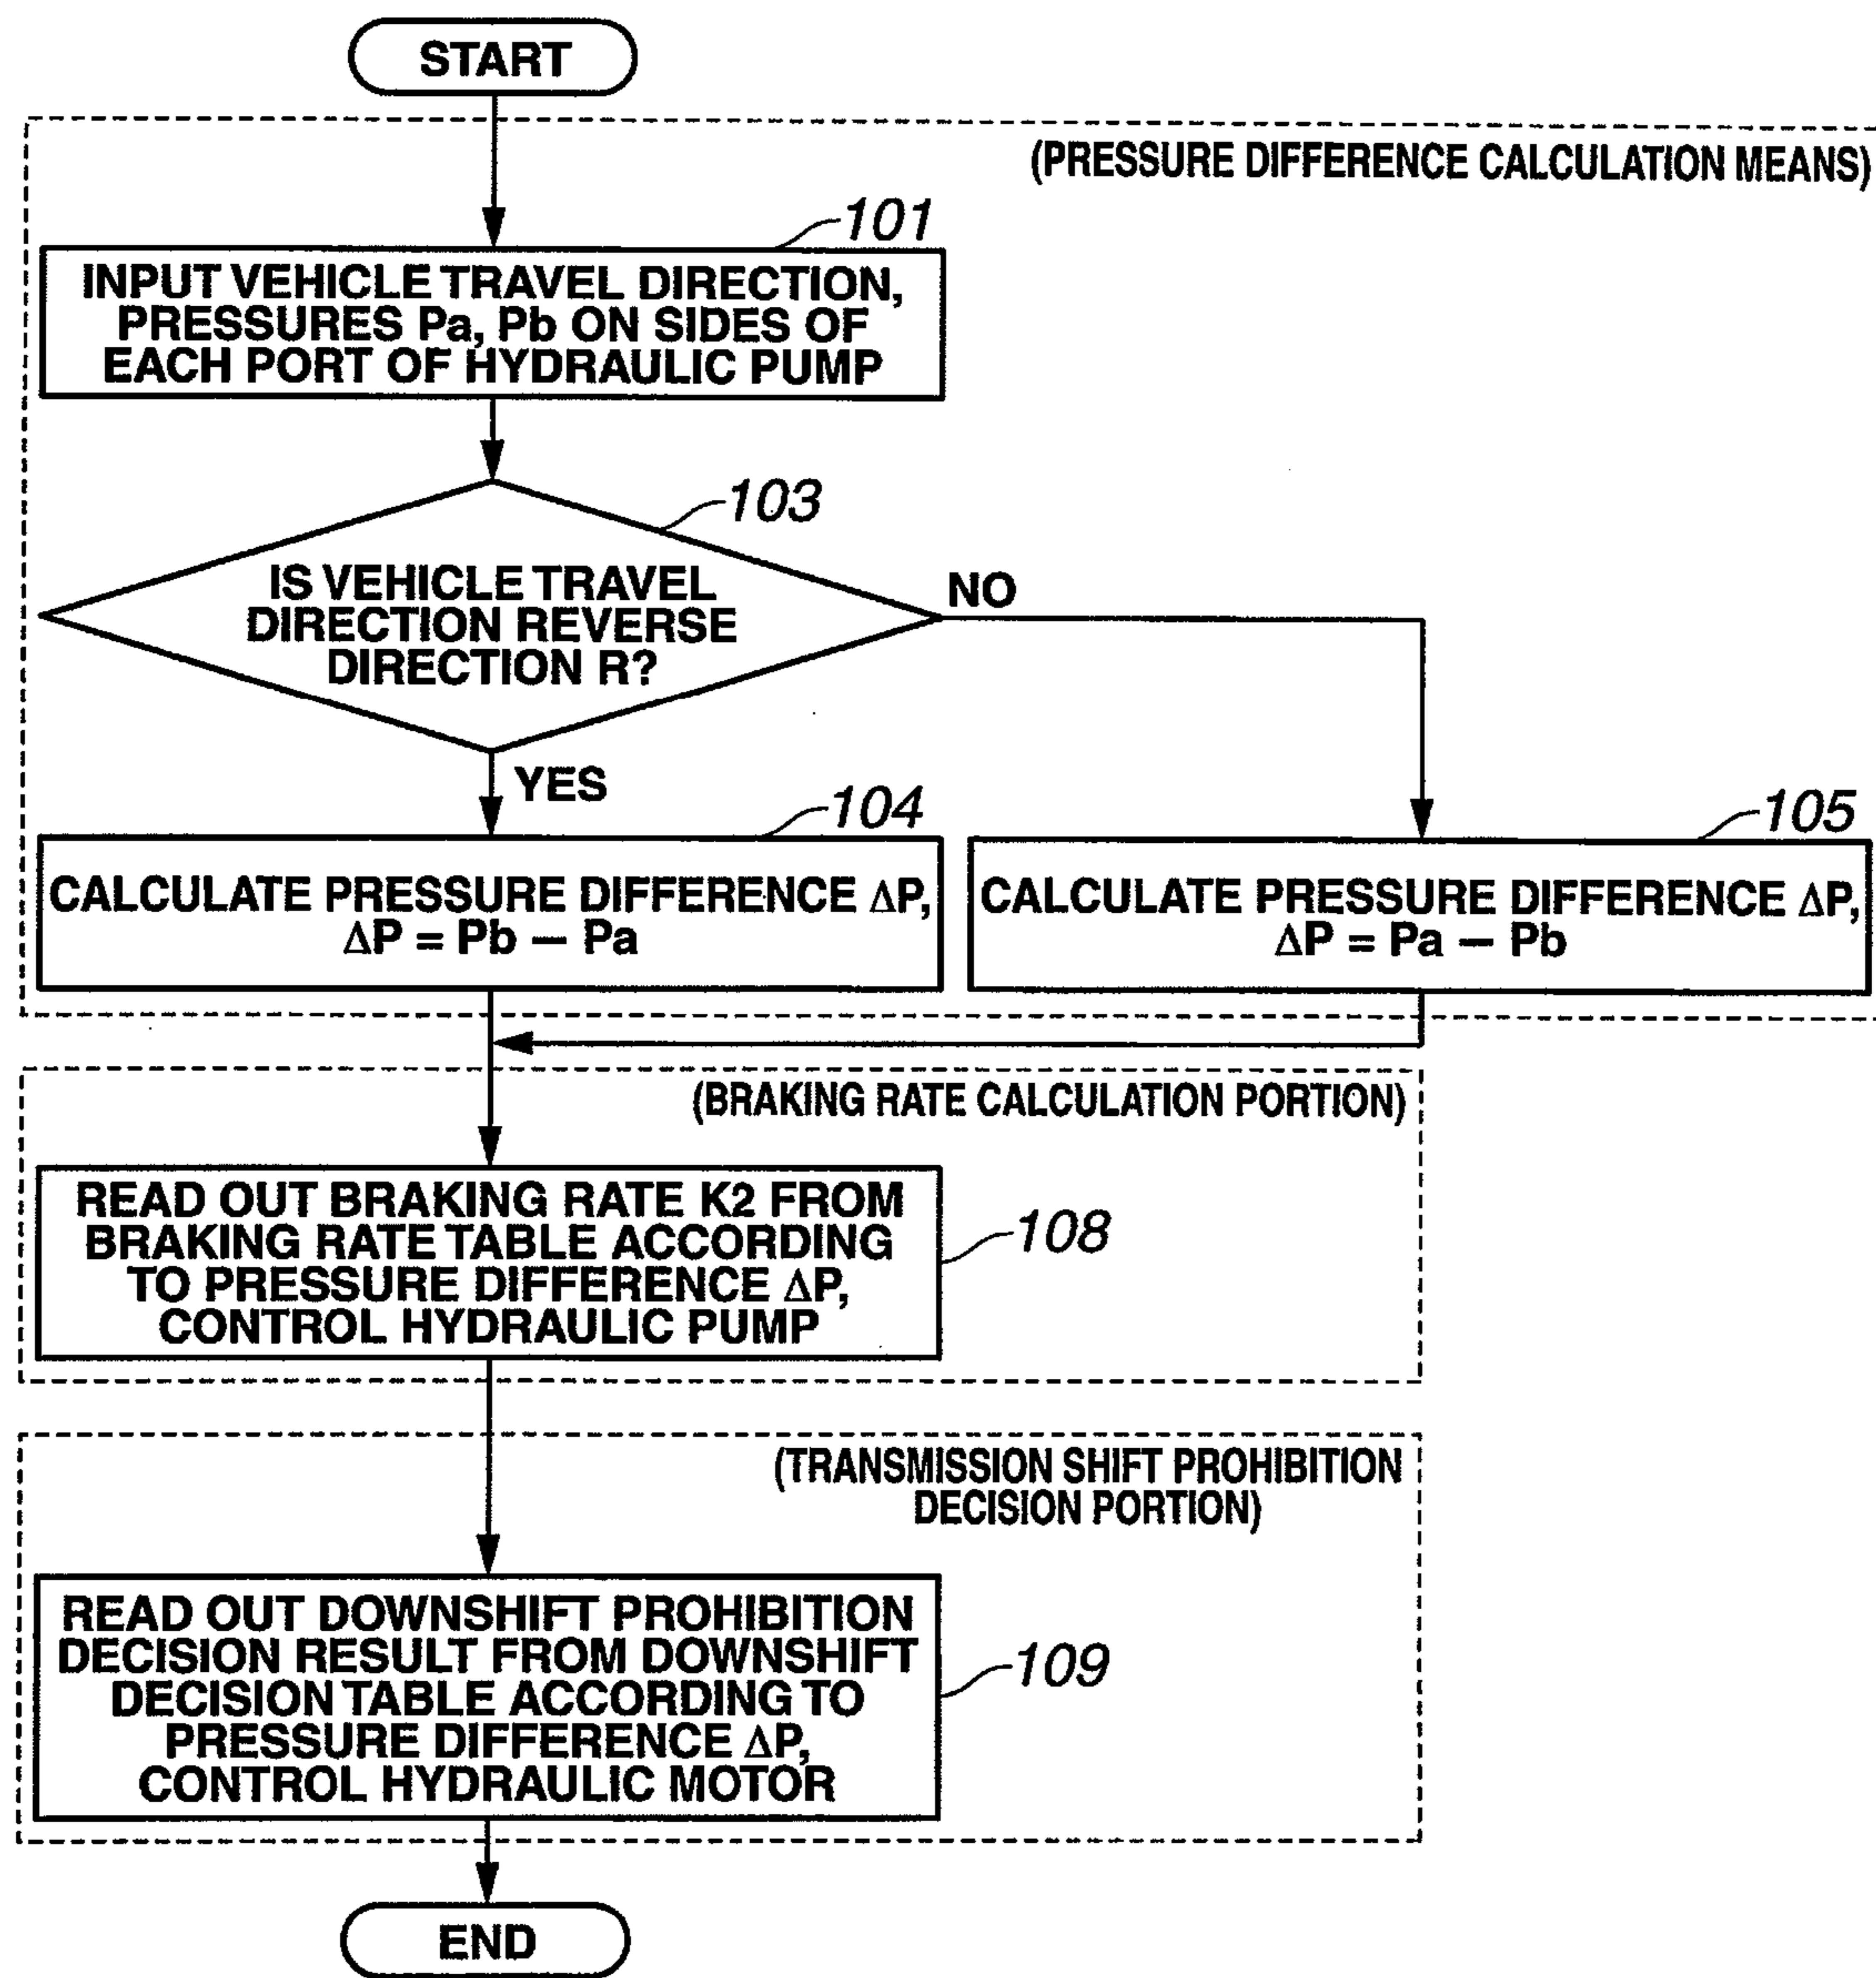 START
(PRESSURE DIFFERENCE CALCULATION MEANS)
101
INPUT VEHICLE TRAVEL DIRECTION,
PRESSURES Pa, Pb ON SIDES OF
EACH PORT OF HYDRAULIC PUMP
103
IS VEHICLE TRAVEL
DIRECTION REVERSE
DIRECTION R?
NO
YES
104
CALCULATE PRESSURE DIFFERENCE ΔP,
ΔP = Pb — Pa
105
CALCULATE PRESSURE DIFFERENCE ΔP,
ΔP = Pa — Pb
(BRAKING RATE CALCULATION PORTION)
READ OUT BRAKING RATE K2 FROM
BRAKING RATE TABLE ACCORDING
TO PRESSURE DIFFERENCE ΔP,
CONTROL HYDRAULIC PUMP
108
(TRANSMISSION SHIFT PROHIBITION
DECISION PORTION)
READ OUT DOWNSHIFT PROHIBITION
DECISION RESULT FROM DOWNSHIFT
DECISION TABLE ACCORDING TO
PRESSURE DIFFERENCE ΔP,
CONTROL HYDRAULIC MOTOR
109
END